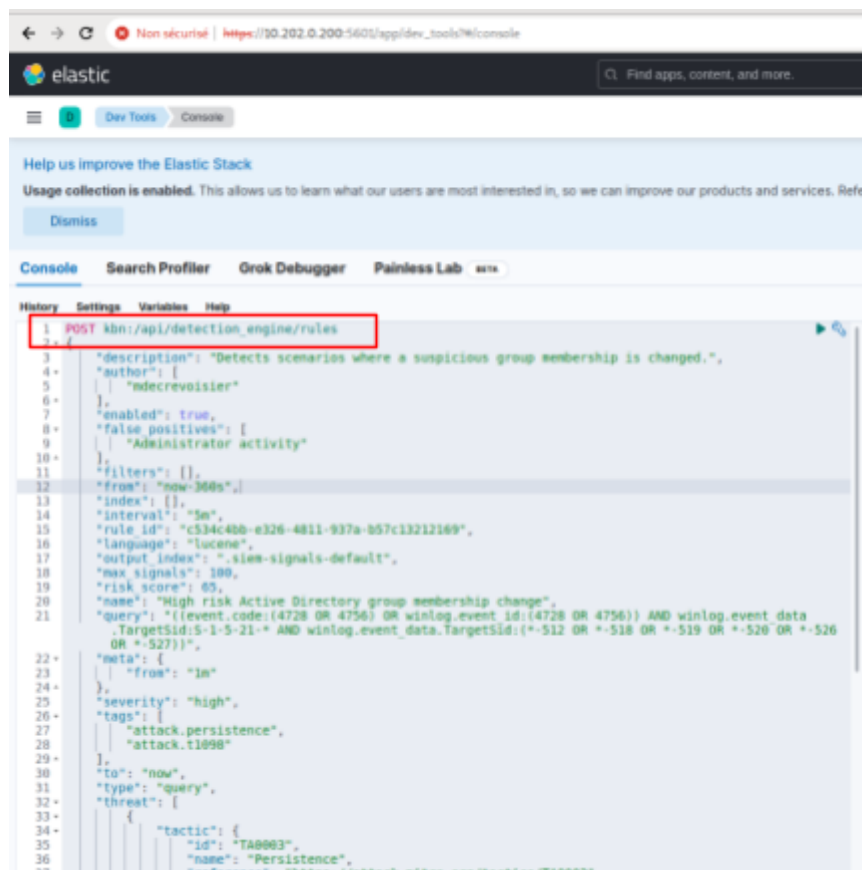 Non sécurisé | https://10.202.0.200:5601/app/dev_tools#/console
elastic
Find apps, content, and more.
D Dev Tools Console
Help us improve the Elastic Stack
Usage collection is enabled. This allows us to learn what our users are most interested in, so we can improve our products and services. Refe
Dismiss
Console Search Profiler Grok Debugger Painless Lab BETA
History Settings Variables Help
1 POST kbn:/api/detection_engine/rules
2 {
3 "description": "Detects scenarios where a suspicious group membership is changed.",
4 "author": [
5 "mdecrevoisier"
6 ],
7 "enabled": true,
8 "false_positives": [
9 "Administrator activity"
10 ],
11 "filters": [],
12 "from": "now-360s",
13 "index": [],
14 "interval": "5m",
15 "rule_id": "c534c4bb-e326-4811-937a-b57c13212169",
16 "language": "lucene",
17 "output_index": ".siem-signals-default",
18 "max_signals": 100,
19 "risk_score": 65,
20 "name": "High risk Active Directory group membership change",
21 "query": "((event.code:(4728 OR 4756) OR winlog.event_id:(4728 OR 4756)) AND winlog.event_data
.TargetSid:S-1-5-21-* AND winlog.event_data.TargetSid:(*-512 OR *-518 OR *-519 OR *-520 OR *-526
OR *-527))",
22 "meta": {
23 "from": "1m"
24 },
25 "severity": "high",
26 "tags": [
27 "attack.persistence",
28 "attack.t1098"
29 ],
30 "to": "now",
31 "type": "query",
32 "threat": [
33 {
34 "tactic": {
35 "id": "TA0003",
36 "name": "Persistence",